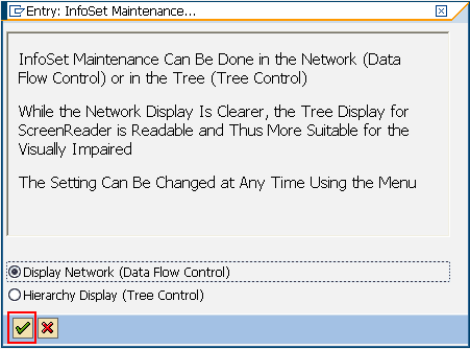 Entry: InfoSet Maintenance...
InfoSet Maintenance Can Be Done in the Network (Data
Flow Control) or in the Tree (Tree Control)
While the Network Display Is Clearer, the Tree Display for
ScreenReader is Readable and Thus More Suitable for the
Visually Impaired
The Setting Can Be Changed at Any Time Using the Menu
Display Network (Data Flow Control)
Hierarchy Display (Tree Control)